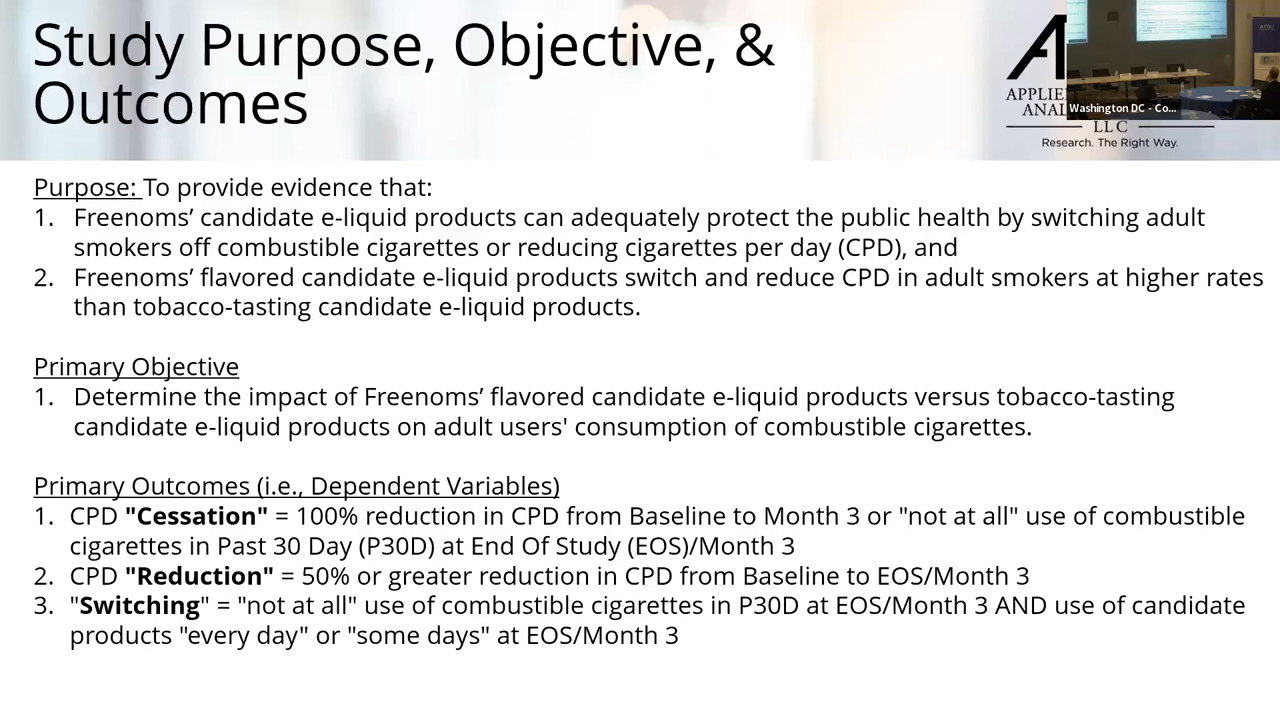 Study Purpose, Objective, &
Outcomes
APPLIE
ANAL
LLC
Research. The Right Way.
Washington DC - Co...
Purpose: To provide evidence that:
1. Freenoms’ candidate e-liquid products can adequately protect the public health by switching adult
smokers off combustible cigarettes or reducing cigarettes per day (CPD), and
2. Freenoms’ flavored candidate e-liquid products switch and reduce CPD in adult smokers at higher rates
than tobacco-tasting candidate e-liquid products.
Primary Objective
1. Determine the impact of Freenoms’ flavored candidate e-liquid products versus tobacco-tasting
candidate e-liquid products on adult users' consumption of combustible cigarettes.
Primary Outcomes (i.e., Dependent Variables)
1. CPD "Cessation" = 100% reduction in CPD from Baseline to Month 3 or "not at all" use of combustible
cigarettes in Past 30 Day (P30D) at End Of Study (EOS)/Month 3
2. CPD "Reduction" = 50% or greater reduction in CPD from Baseline to EOS/Month 3
3. "Switching" = "not at all" use of combustible cigarettes in P30D at EOS/Month 3 AND use of candidate
products "every day" or "some days" at EOS/Month 3